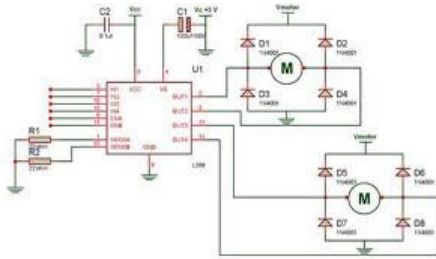 C2
0.1uf
Vcc
C1
Vs 45 V
U1
VCC
VS
IN1
IN2
IN3
IN4
ENA
ENB
SENSA
SENSB
GND
OUT1
OUT2
OUT3
OUT4
L298
R1
R2
Vmotor
D1
1N4001
D2
1N4001
M
D3
1N4001
D4
1N4001
Vmotor
D5
1N4001
D6
1N4001
M
D7
1N4001
D8
1N4001